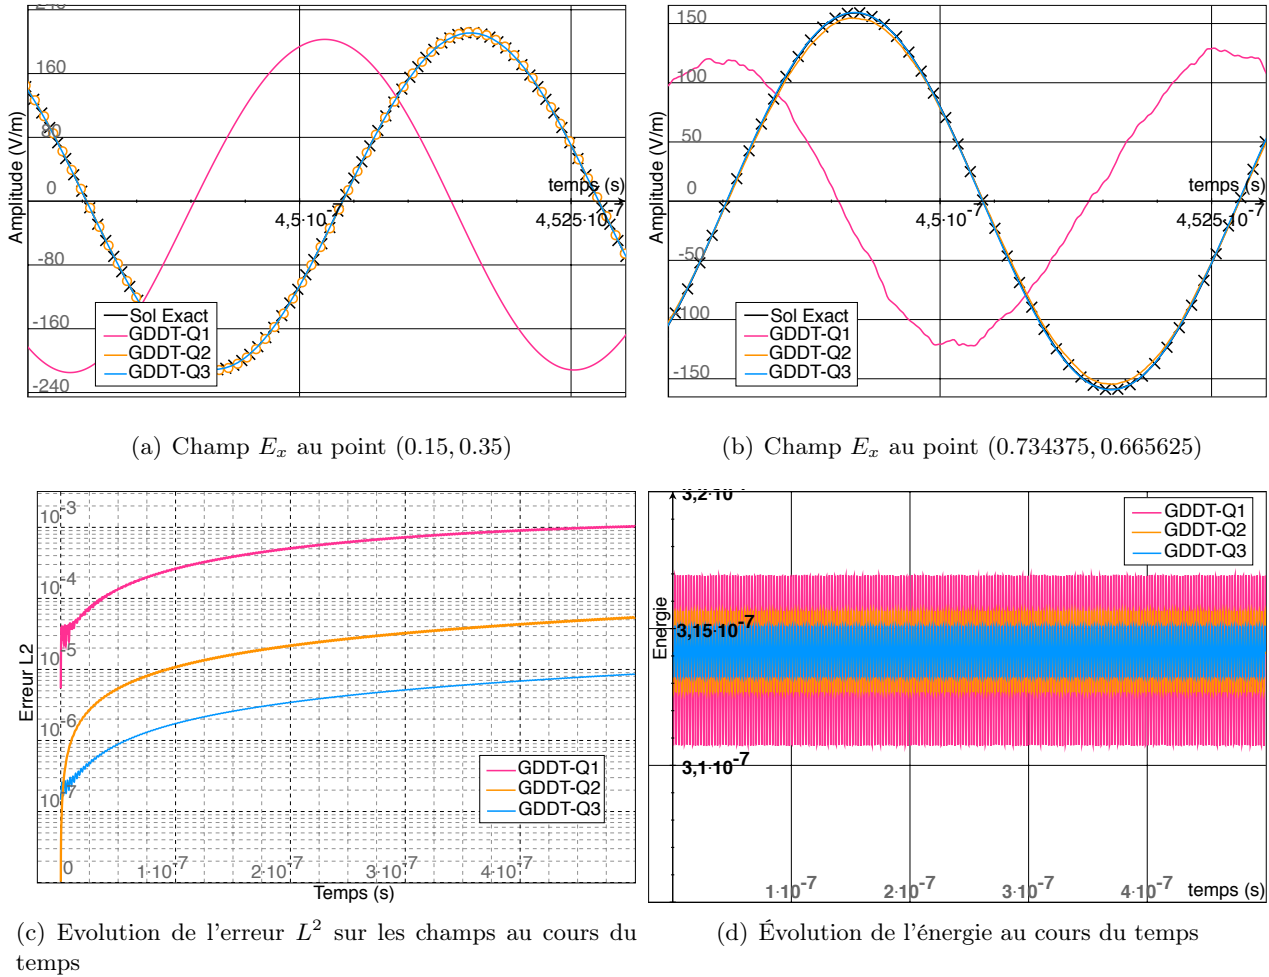 240
160
80
0
-80
-160
-240
Amplitude (V/m)
temps (s)
4,5·10-7
4,525·10-7
Sol Exact
GDDT-Q1
GDDT-Q2
GDDT-Q3
150
100
50
0
-50
-100
-150
Amplitude (V/m)
temps (s)
4,5·10-7
4,525·10-7
Sol Exact
GDDT-Q1
GDDT-Q2
GDDT-Q3
(a) Champ Ex au point (0.15, 0.35)
(b) Champ Ex au point (0.734375, 0.665625)
10-3
10-4
10-5
10-6
10-7
0
1·10-7
2·10-7
3·10-7
4·10-7
Erreur L2
Temps (s)
GDDT-Q1
GDDT-Q2
GDDT-Q3
3,2·10
3,15·10-7
3,1·10-7
Energie
1·10-7
2·10-7
3·10-7
4·10-7
temps (s)
GDDT-Q1
GDDT-Q2
GDDT-Q3
(c) Evolution de l'erreur L2 sur les champs au cours du
temps
(d) Évolution de l'énergie au cours du temps